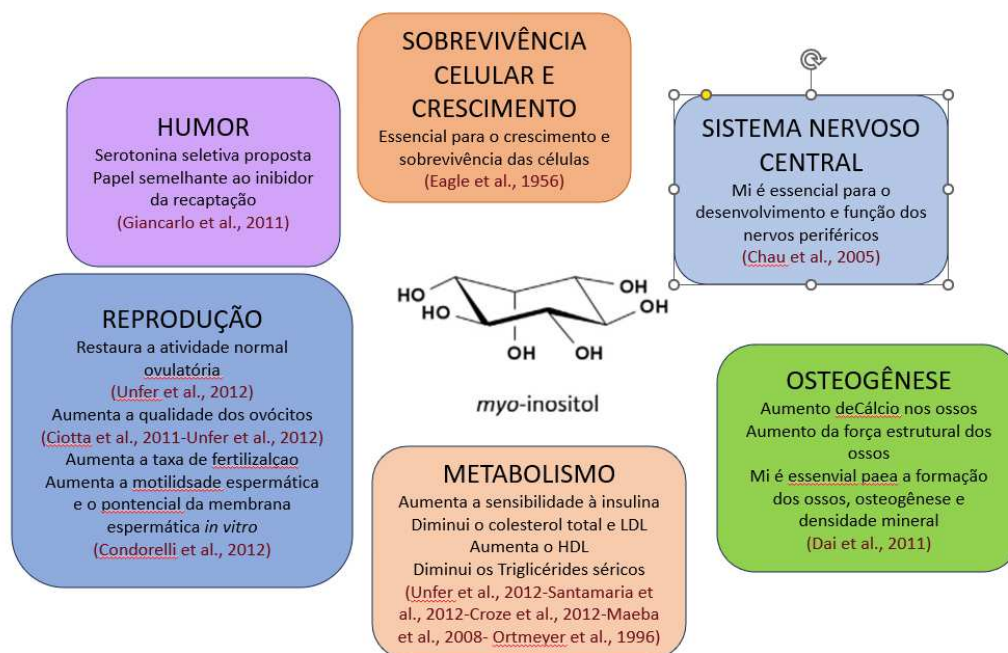 SOBREVIVÊNCIA
CELULAR E
CRESCIMENTO
Essencial para o crescimento e
sobrevivência das células
(Eagle et al., 1956)
HUMOR
Serotonina seletiva proposta
Papel semelhante ao inibidor
da recaptação
(Giancarlo et al., 2011)
SISTEMA NERVOSO
CENTRAL
Mi é essencial para o
desenvolvimento e função dos
nervos periféricos
(Chau et al., 2005)
REPRODUÇÃO
Restaura a atividade normal
ovulatória
(Unfer et al., 2012)
Aumenta a qualidade dos ovócitos
(Ciotta et al., 2011-Unfer et al., 2012)
Aumenta a taxa de fertilizalçao
Aumenta a motilidsade espermática
e o pontencial da membrana
espermática in vitro
(Condorelli et al., 2012)
HO
HO
OH
OH
OH
OH
myo-inositol
OSTEOGÊNESE
Aumento deCálcio nos ossos
Aumento da força estrutural dos
ossos
Mi é essenvial paea a formação
dos ossos, osteogênese e
densidade mineral
(Dai et al., 2011)
METABOLISMO
Aumenta a sensibilidade à insulina
Diminui o colesterol total e LDL
Aumenta o HDL
Diminui os Triglicérides séricos
(Unfer et al., 2012-Santamaria et
al., 2012-Croze et al., 2012-Maeba
et al., 2008- Ortmeyer et al., 1996)